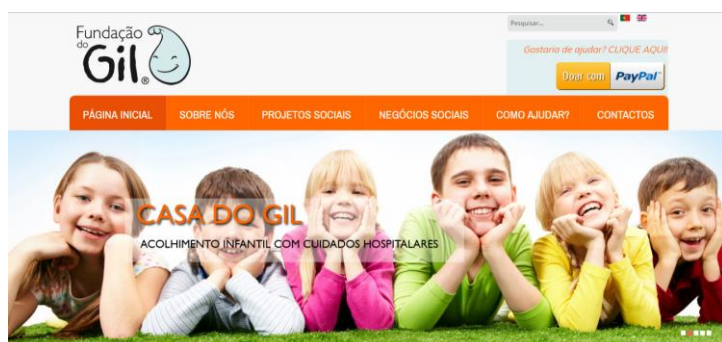 Fundação
do
Gil®
Pesquisar...
Gostaria de ajudar? CLIQUE AQUI!
Doar com PayPal™
PÁGINA INICIAL SOBRE NÓS PROJETOS SOCIAIS NEGÓCIOS SOCIAIS COMO AJUDAR? CONTACTOS
CASA DO GIL
ACOLHIMENTO INFANTIL COM CUIDADOS HOSPITALARES